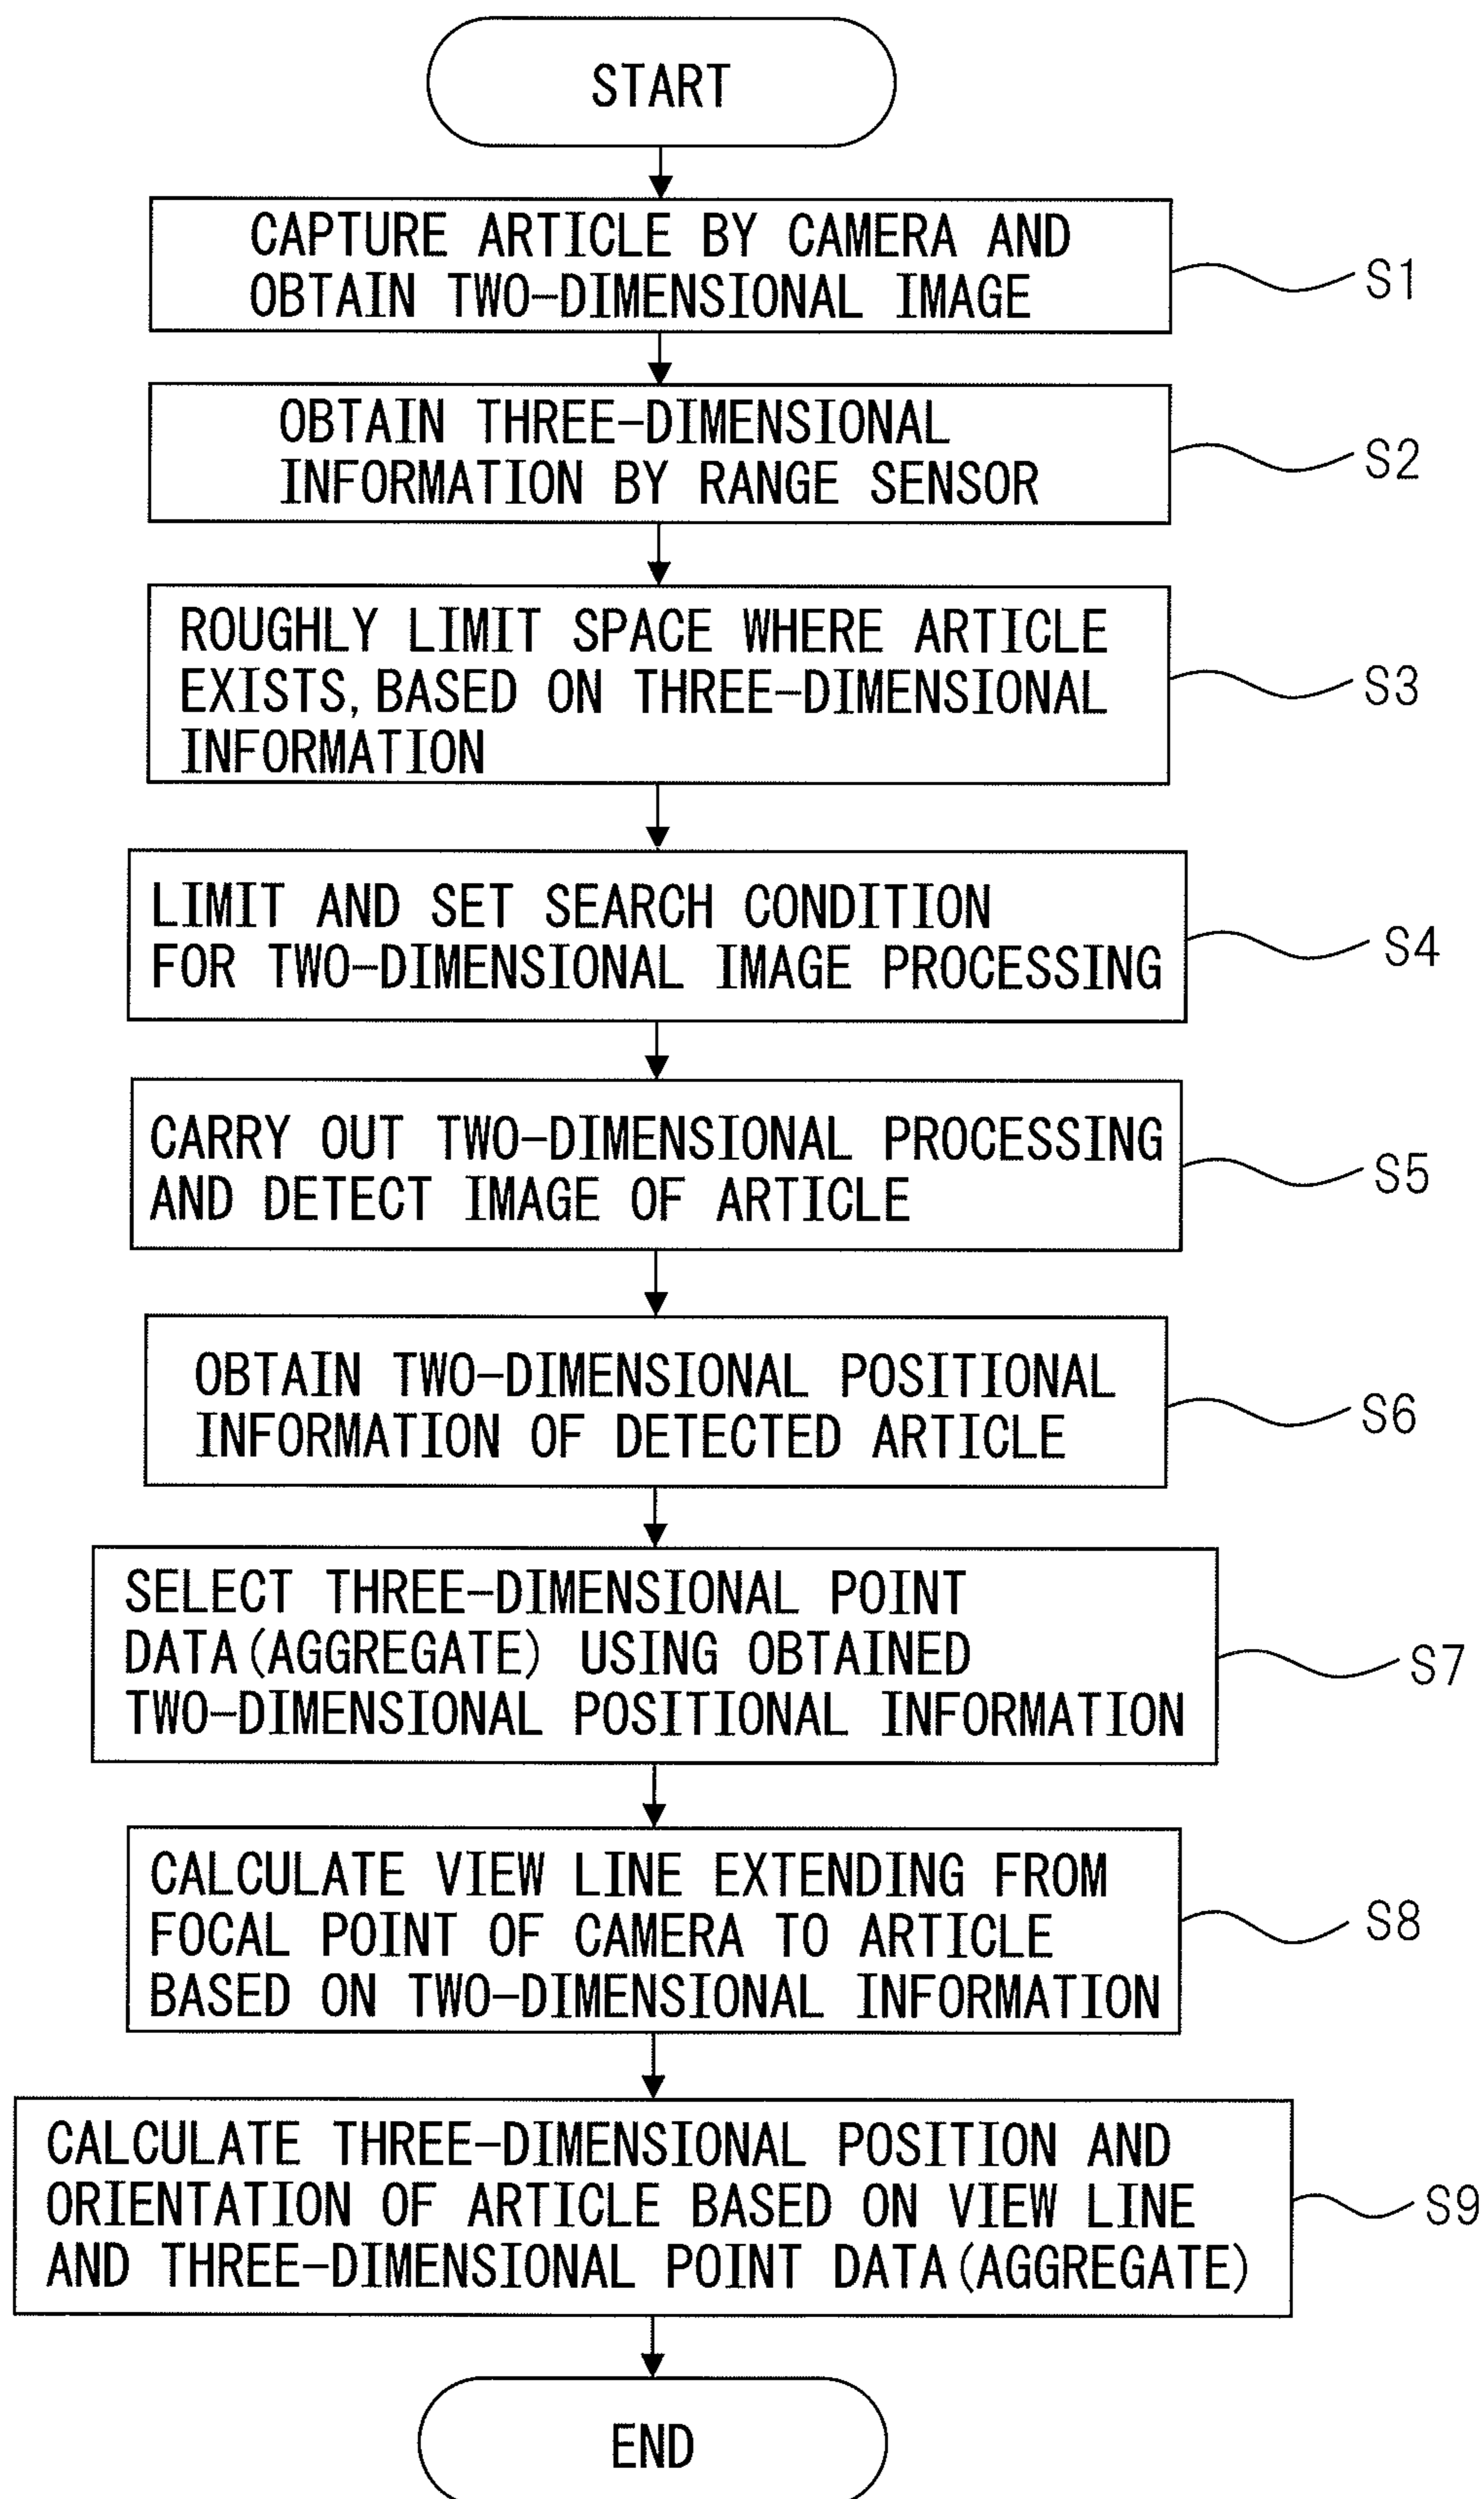 START
CAPTURE ARTICLE BY CAMERA AND
OBTAIN TWO-DIMENSIONAL IMAGE
S1
OBTAIN THREE-DIMENSIONAL
INFORMATION BY RANGE SENSOR
S2
ROUGHLY LIMIT SPACE WHERE ARTICLE
EXISTS, BASED ON THREE-DIMENSIONAL
INFORMATION
S3
LIMIT AND SET SEARCH CONDITION
FOR TWO-DIMENSIONAL IMAGE PROCESSING
S4
CARRY OUT TWO-DIMENSIONAL PROCESSING
AND DETECT IMAGE OF ARTICLE
S5
OBTAIN TWO-DIMENSIONAL POSITIONAL
INFORMATION OF DETECTED ARTICLE
S6
SELECT THREE-DIMENSIONAL POINT
DATA(AGGREGATE) USING OBTAINED
TWO-DIMENSIONAL POSITIONAL INFORMATION
S7
CALCULATE VIEW LINE EXTENDING FROM
FOCAL POINT OF CAMERA TO ARTICLE
BASED ON TWO-DIMENSIONAL INFORMATION
S8
CALCULATE THREE-DIMENSIONAL POSITION AND
ORIENTATION OF ARTICLE BASED ON VIEW LINE
AND THREE-DIMENSIONAL POINT DATA(AGGREGATE)
S9
END